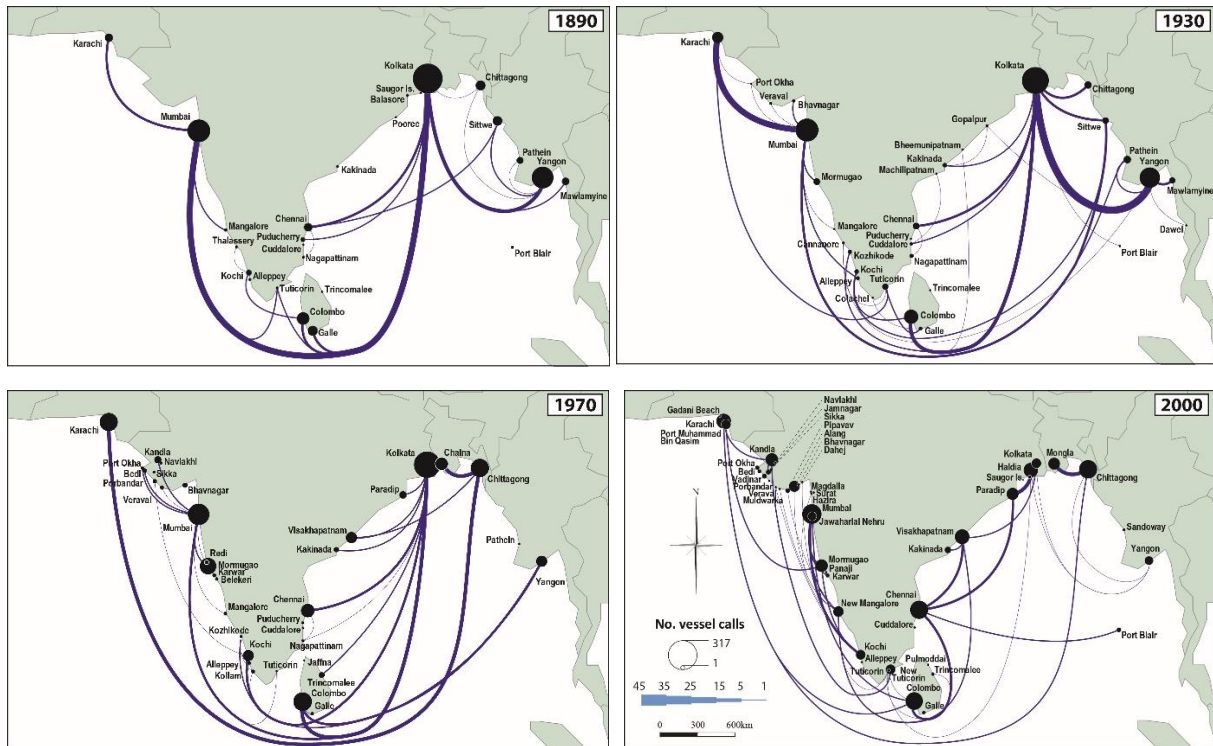 1890
Karachi
Mumbai
Kolkata
Saugor Is.
Balasore
Chittagong
Pooree
Sittwe
Pathein
Yangon
Mawlamyine
Kakinada
Chennai
Puducherry
Cuddalore
Nagapattinam
Mangalore
Thalassery
Kochi
Alleppey
Tuticorin
Trincomalee
Colombo
Galle
Port Blair
1930
Karachi
Port Okha
Veraval
Bhavnagar
Mumbai
Kolkata
Chittagong
Gopalpur
Sittwe
Bheemunipatnam
Kakinada
Machilipatnam
Pathein
Yangon
Mawlamyine
Mormugao
Chennai
Puducherry
Cuddalore
Mangalore
Cannanore
Kozhikode
Nagapattinam
Kochi
Alleppey
Tuticorin
Colachel
Trincomalee
Colombo
Galle
Port Blair
Dawei
1970
Karachi
Kandla
Navlakhi
Port Okha
Bedi
Sikka
Porbandar
Veraval
Bhavnagar
Mumbai
Kolkata
Chalna
Chittagong
Paradip
Visakhapatnam
Kakinada
Pathein
Yangon
Redi
Mormugao
Karwar
Belekeri
Mangalore
Chennai
Puducherry
Cuddalore
Kozhikode
Nagapattinam
Kochi
Alleppey
Kollam
Tuticorin
Jaffna
Trincomalee
Colombo
Galle
2000
Navlakhi
Jamnagar
Sikka
Pipavav
Alang
Bhavnagar
Dahej
Gadani Beach
Karachi
Port Muhammad
Bin Qasim
Kandla
Port Okha
Bedi
Vadinar
Porbandar
Veraval
Muldwarka
Magdalla
Surat
Hazira
Mumbai
Jawaharlal Nehru
Kolkata
Haldia
Saugor Is.
Mongla
Chittagong
Paradip
Visakhapatnam
Kakinada
Sandoway
Yangon
N
Mormugao
Panaji
Karwar
New Mangalore
Chennai
Cuddalore
Port Blair
Kochi
Alleppey
Tuticorin
New
Tuticorin
Pulmoddai
Trincomalee
Colombo
Galle
No. vessel calls
317
1
45 35 25 15 5 1
0 300 600km